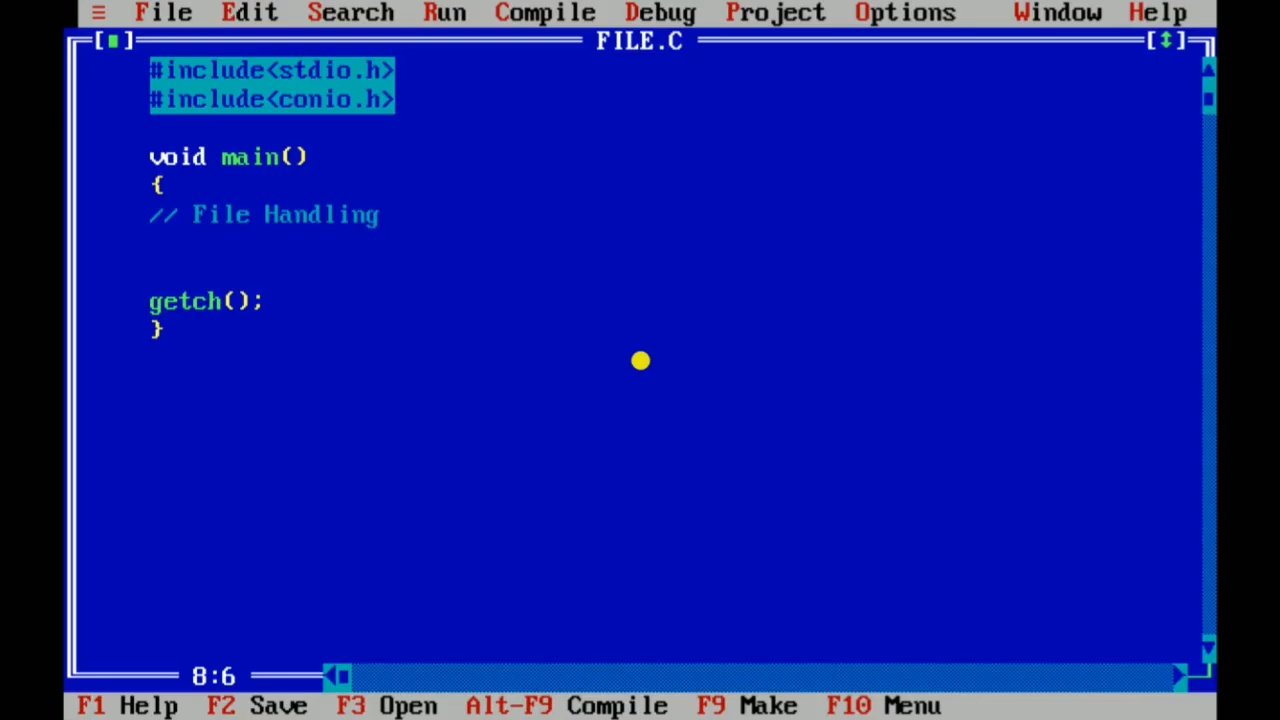 ≡ File Edit Search Run Compile Debug Project Options Window Help
[■] FILE.C [↕]
#include<stdio.h>
#include<conio.h>
void main()
{
// File Handling
getch();
}
8:6
F1 Help F2 Save F3 Open Alt-F9 Compile F9 Make F10 Menu